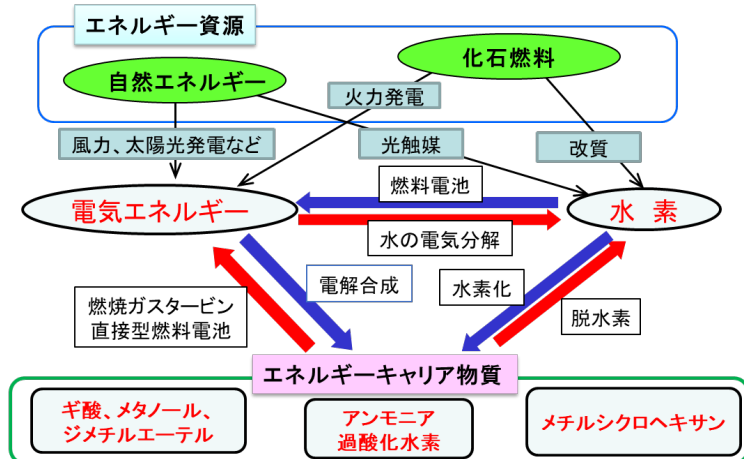 エネルギー資源
自然エネルギー
化石燃料
火力発電
風力、太陽光発電など
光触媒
改質
燃料電池
電気エネルギー
水 素
水の電気分解
電解合成
水素化
燃焼ガスタービン
直接型燃料電池
脱水素
エネルギーキャリア物質
ギ酸、メタノール、
ジメチルエーテル
アンモニア
過酸化水素
メチルシクロヘキサン